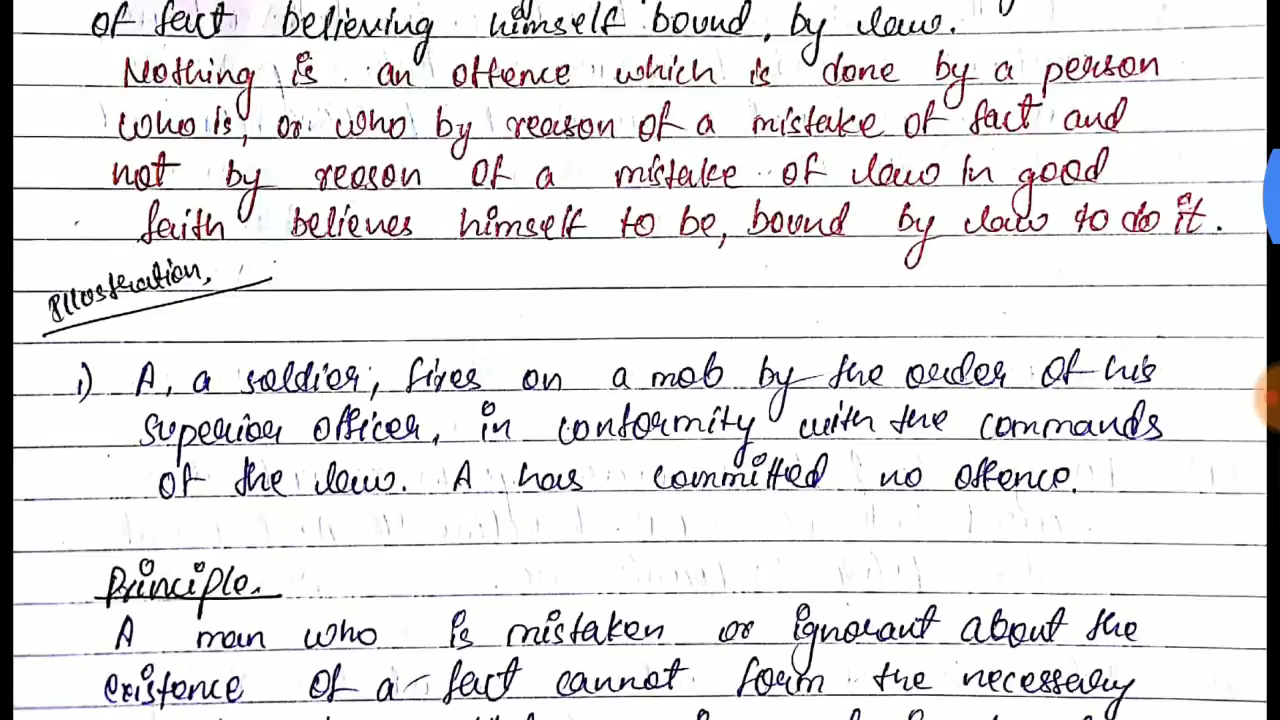 of fact believing himself bound, by law.
Nothing is an offence which is done by a person
who is, or who by reason of a mistake of fact and
not by reason of a mistake of law in good
faith believes himself to be, bound by law to do it.
Illustration,
i) A, a soldier, fires on a mob by the order of his
superior officer, in conformity with the commands
of the law. A has committed no offence.
Principle.
A man who is mistaken or ignorant about the
existence of a fact cannot form the necessary